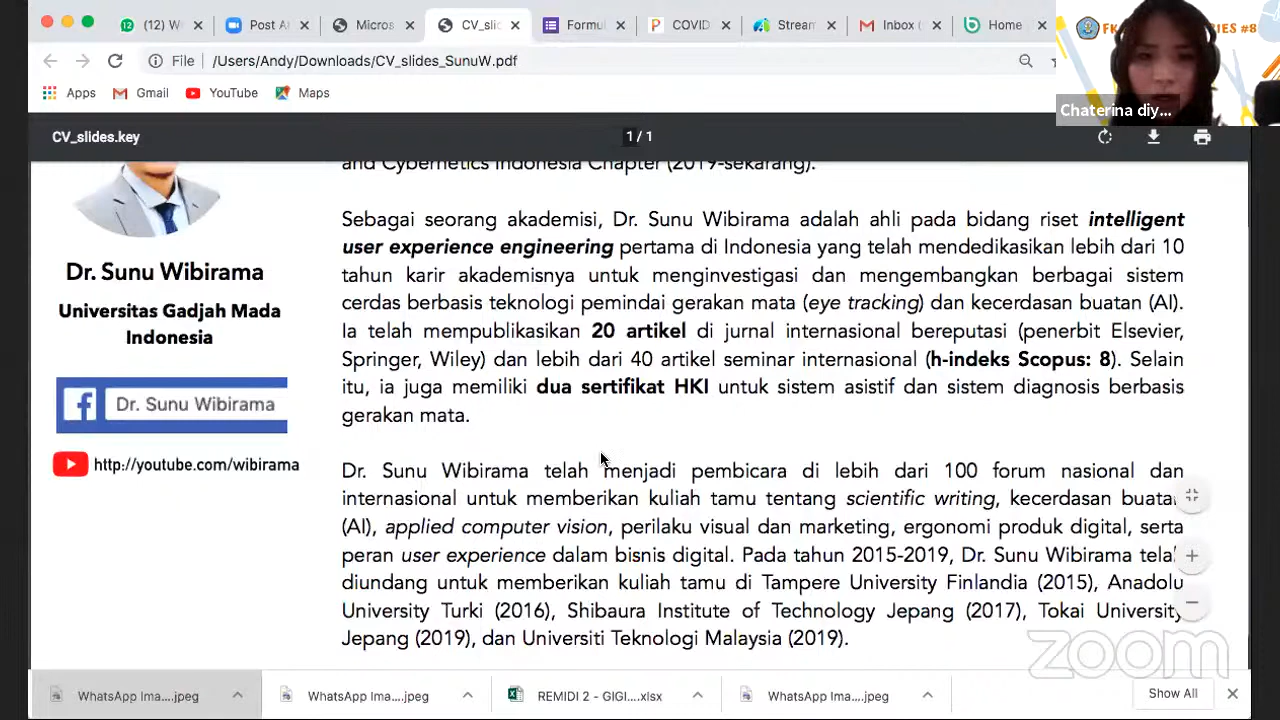 (12) W
Post A
Micros
CV_slic
Formul
COVID
Strean
Inbox (
Home
FK
IES #8
File
/Users/Andy/Downloads/CV_slides_SunuW.pdf
Apps
Gmail
YouTube
Maps
Chaterina diy...
CV_slides.key
1 / 1
and Cybernetics Indonesia Chapter (2019-sekarang).
Sebagai seorang akademisi, Dr. Sunu Wibirama adalah ahli pada bidang riset intelligent
user experience engineering pertama di Indonesia yang telah mendedikasikan lebih dari 10
tahun karir akademisnya untuk menginvestigasi dan mengembangkan berbagai sistem
cerdas berbasis teknologi pemindai gerakan mata (eye tracking) dan kecerdasan buatan (AI).
Ia telah mempublikasikan 20 artikel di jurnal internasional bereputasi (penerbit Elsevier,
Springer, Wiley) dan lebih dari 40 artikel seminar internasional (h-indeks Scopus: 8). Selain
itu, ia juga memiliki dua sertifikat HKI untuk sistem asistif dan sistem diagnosis berbasis
gerakan mata.
Dr. Sunu Wibirama
Universitas Gadjah Mada
Indonesia
Dr. Sunu Wibirama
http://youtube.com/wibirama
Dr. Sunu Wibirama telah menjadi pembicara di lebih dari 100 forum nasional dan
internasional untuk memberikan kuliah tamu tentang scientific writing, kecerdasan buatan
(AI), applied computer vision, perilaku visual dan marketing, ergonomi produk digital, serta
peran user experience dalam bisnis digital. Pada tahun 2015-2019, Dr. Sunu Wibirama telah
diundang untuk memberikan kuliah tamu di Tampere University Finlandia (2015), Anadolu
University Turki (2016), Shibaura Institute of Technology Jepang (2017), Tokai University
Jepang (2019), dan Universiti Teknologi Malaysia (2019).
zoom
WhatsApp Ima....jpeg
WhatsApp Ima....jpeg
REMIDI 2 - GIGI....xlsx
WhatsApp Ima....jpeg
Show All